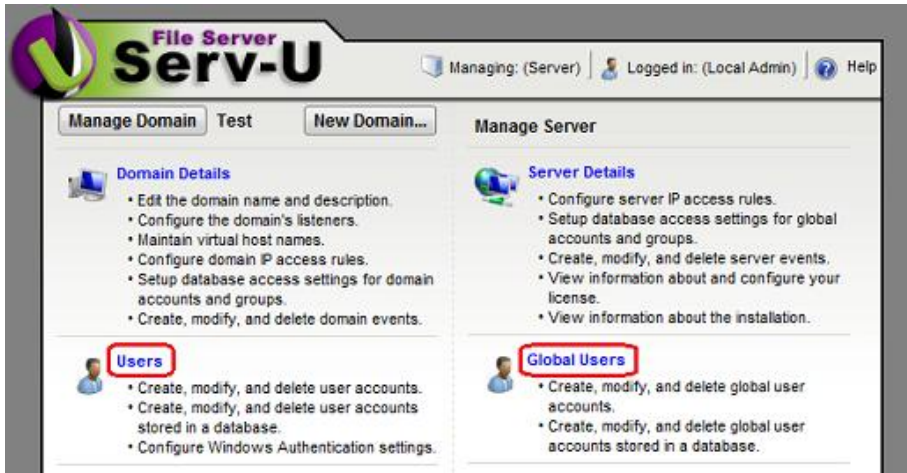 File Server
Serv-U
Managing: (Server)
Logged in: (Local Admin)
Help
Manage Domain
Test
New Domain...
Domain Details
• Edit the domain name and description.
• Configure the domain's listeners.
• Maintain virtual host names.
• Configure domain IP access rules.
• Setup database access settings for domain
accounts and groups.
• Create, modify, and delete domain events.
Users
• Create, modify, and delete user accounts.
• Create, modify, and delete user accounts
stored in a database.
• Configure Windows Authentication settings.
Manage Server
Server Details
• Configure server IP access rules.
• Setup database access settings for global
accounts and groups.
• Create, modify, and delete server events.
• View information about and configure your
license.
• View information about the installation.
Global Users
• Create, modify, and delete global user
accounts.
• Create, modify, and delete global user
accounts stored in a database.